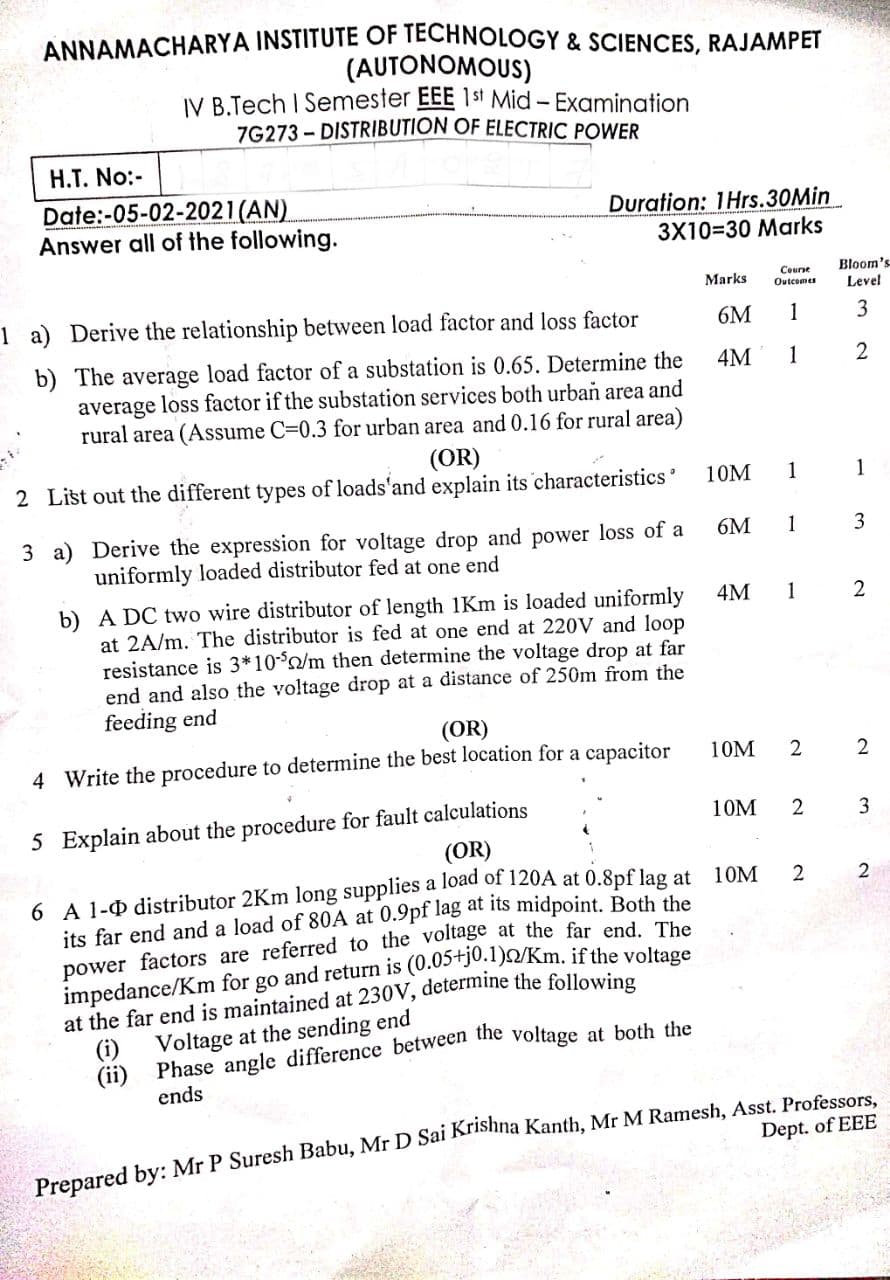 ANNAMACHARYA INSTITUTE OF TECHNOLOGY & SCIENCES, RAJAMPET
(AUTONOMOUS)
IV B.Tech I Semester EEE 1st Mid – Examination
7G273 – DISTRIBUTION OF ELECTRIC POWER
H.T. No:-
Date:-05-02-2021(AN) Duration: 1Hrs.30Min
Answer all of the following. 3X10=30 Marks
Marks Course Outcomes Bloom's Level
1 a) Derive the relationship between load factor and loss factor 6M 1 3
b) The average load factor of a substation is 0.65. Determine the 4M 1 2
average loss factor if the substation services both urban area and
rural area (Assume C=0.3 for urban area and 0.16 for rural area)
(OR)
2 List out the different types of loads'and explain its characteristics 10M 1 1
3 a) Derive the expression for voltage drop and power loss of a 6M 1 3
uniformly loaded distributor fed at one end
b) A DC two wire distributor of length 1Km is loaded uniformly 4M 1 2
at 2A/m. The distributor is fed at one end at 220V and loop
resistance is 3*10⁻⁵Ω/m then determine the voltage drop at far
end and also the voltage drop at a distance of 250m from the
feeding end
(OR)
4 Write the procedure to determine the best location for a capacitor 10M 2 2
5 Explain about the procedure for fault calculations 10M 2 3
(OR)
6 A 1-Φ distributor 2Km long supplies a load of 120A at 0.8pf lag at 10M 2 2
its far end and a load of 80A at 0.9pf lag at its midpoint. Both the
power factors are referred to the voltage at the far end. The
impedance/Km for go and return is (0.05+j0.1)Ω/Km. if the voltage
at the far end is maintained at 230V, determine the following
(i) Voltage at the sending end
(ii) Phase angle difference between the voltage at both the
ends
Prepared by: Mr P Suresh Babu, Mr D Sai Krishna Kanth, Mr M Ramesh, Asst. Professors,
Dept. of EEE